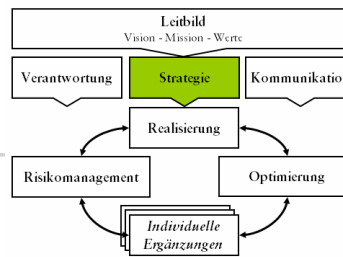 Leitbild
Vision - Mission - Werte
Verantwortung
Strategie
Kommunikatio
Realisierung
Risikomanagement
Optimierung
Individuelle
Ergänzungen